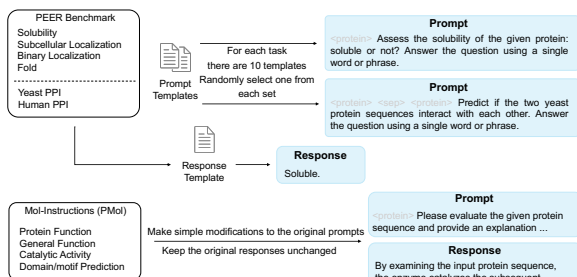 PEER Benchmark
Solubility
Subcellular Localization
Binary Localization
Fold
Yeast PPI
Human PPI
Prompt
Templates
For each task
there are 10 templates
Randomly select one from
each set
Prompt
<protein> Assess the solubility of the given protein:
soluble or not? Answer the question using a single
word or phrase.
Prompt
<protein> <sep> <protein> Predict if the two yeast
protein sequences interact with each other. Answer
the question using a single word or phrase.
Response
Template
Response
Soluble.
Mol-Instructions (PMol)
Protein Function
General Function
Catalytic Activity
Domain/motif Prediction
Make simple modifications to the original prompts
Keep the original responses unchanged
Prompt
<protein> Please evaluate the given protein
sequence and provide an explanation ...
Response
By examining the input protein sequence,
the enzyme catalyzes the subsequent